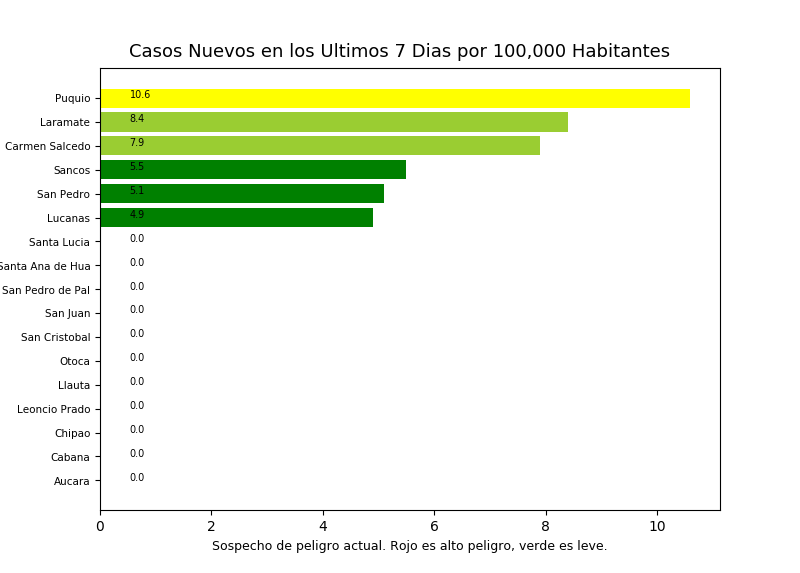 Casos Nuevos en los Ultimos 7 Dias por 100,000 Habitantes
Puquio 10.6
Laramate 8.4
Carmen Salcedo 7.9
Sancos 5.5
San Pedro 5.1
Lucanas 4.9
Santa Lucia 0.0
Santa Ana de Hua 0.0
San Pedro de Pal 0.0
San Juan 0.0
San Cristobal 0.0
Otoca 0.0
Llauta 0.0
Leoncio Prado 0.0
Chipao 0.0
Cabana 0.0
Aucara 0.0
0 2 4 6 8 10
Sospecho de peligro actual. Rojo es alto peligro, verde es leve.